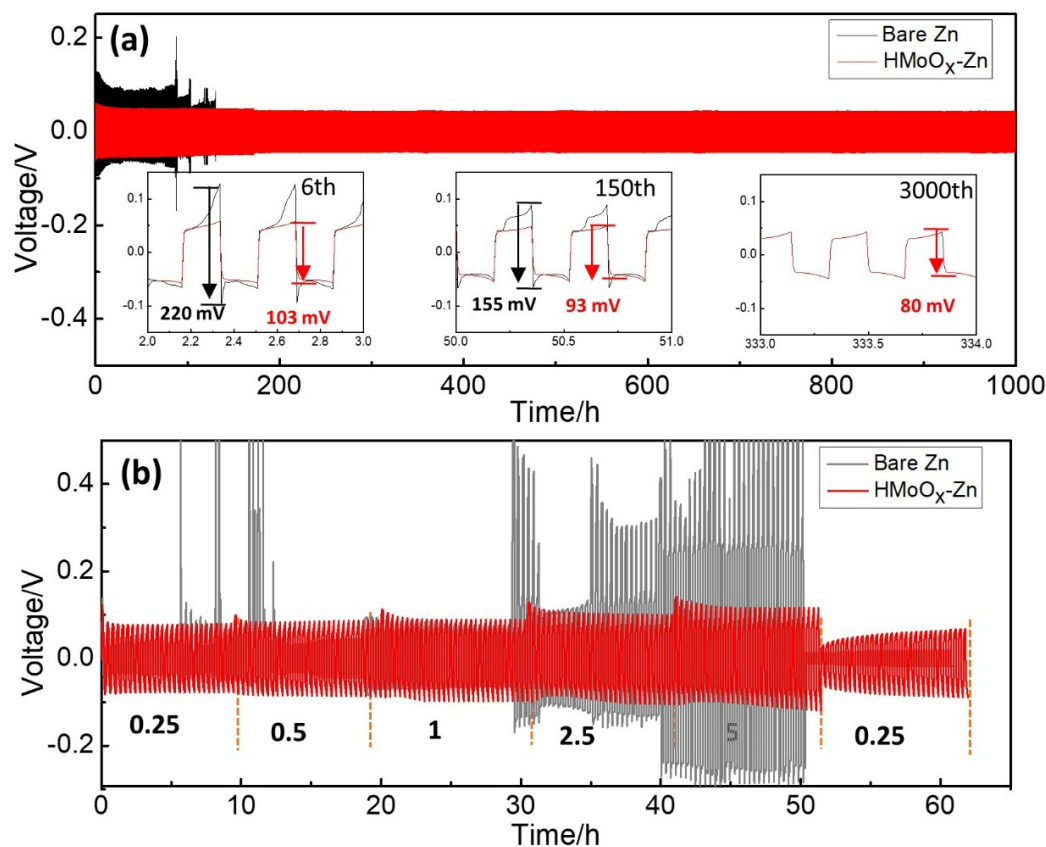 (a)
Bare Zn
HMoOX-Zn
Voltage/V
0.2
0.0
-0.2
-0.4
6th
0.1
0.0
-0.1
220 mV
103 mV
2.0 2.2 2.4 2.6 2.8 3.0
150th
0.1
0.0
-0.1
155 mV
93 mV
50.0 50.5 51.0
3000th
0.1
0.0
-0.1
80 mV
333.0 333.5 334.0
0 200 400 600 800 1000
Time/h
(b)
Bare Zn
HMoOX-Zn
Voltage/V
0.4
0.2
0.0
-0.2
0.25 0.5 1 2.5 5 0.25
0 10 20 30 40 50 60
Time/h